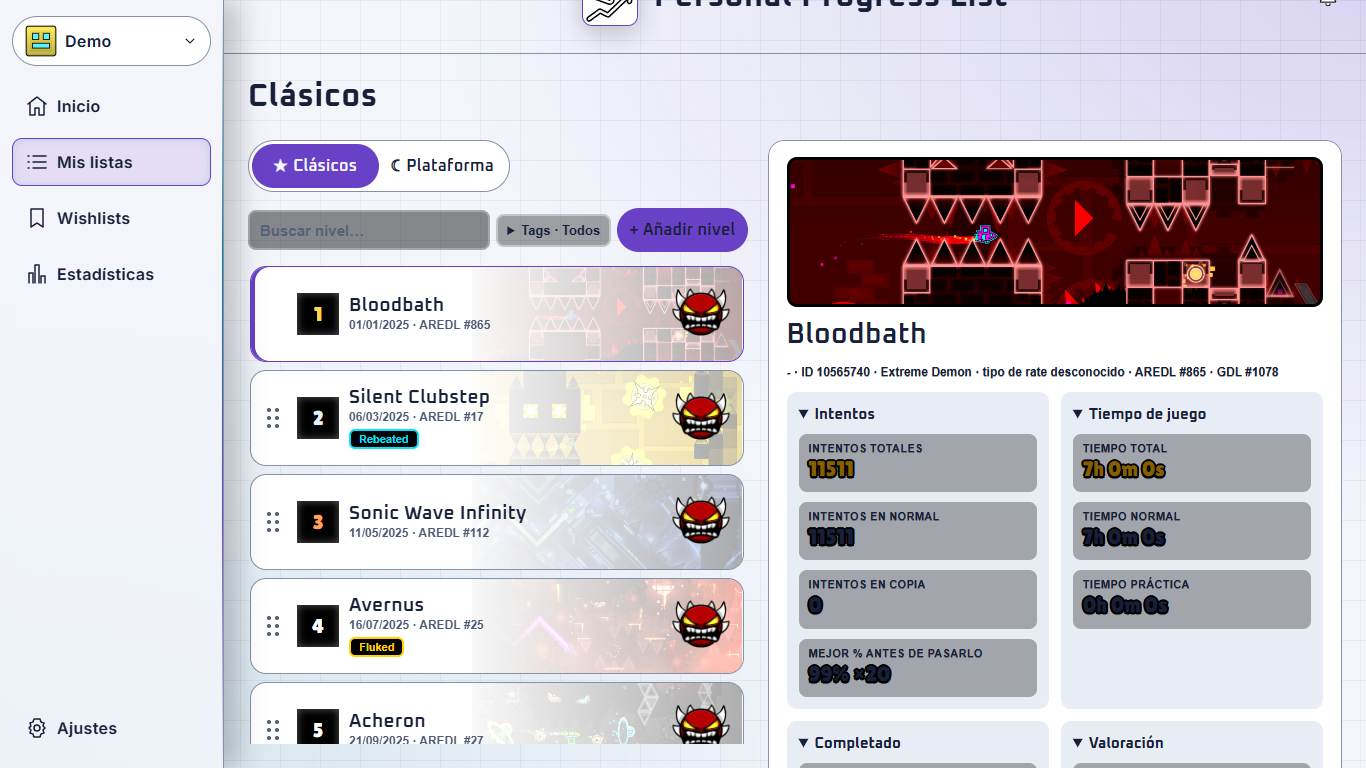 Personal Progress List
Demo
Inicio
Mis listas
Wishlists
Estadísticas
Ajustes
Clásicos
★ Clásicos
☾ Plataforma
Buscar nivel...
▶ Tags · Todos
+ Añadir nivel
1
Bloodbath
01/01/2025 · AREDL #865
2
Silent Clubstep
06/03/2025 · AREDL #17
Rebeated
3
Sonic Wave Infinity
11/05/2025 · AREDL #112
4
Avernus
16/07/2025 · AREDL #25
Fluked
5
Acheron
21/09/2025 · AREDL #27
Bloodbath
- · ID 10565740 · Extreme Demon · tipo de rate desconocido · AREDL #865 · GDL #1078
▼ Intentos
INTENTOS TOTALES
11511
INTENTOS EN NORMAL
11511
INTENTOS EN COPIA
0
MEJOR % ANTES DE PASARLO
99% ×20
▼ Tiempo de juego
TIEMPO TOTAL
7h 0m 0s
TIEMPO NORMAL
7h 0m 0s
TIEMPO PRÁCTICA
0h 0m 0s
▼ Completado
▼ Valoración